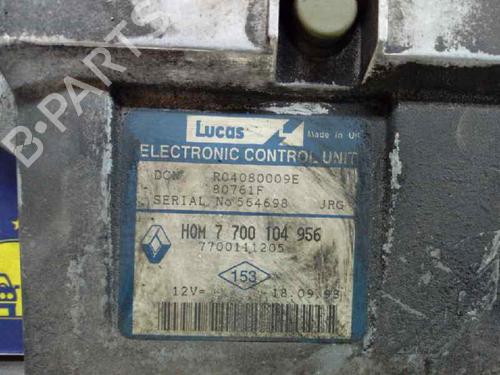 Lucas
Made in UK
ELECTRONIC CONTROL UNIT
DCN R04080009E
80761F
SERIAL No 564698 JRG
HOM 7 700 104 956
7700111205
153
12V= 18.09.98
B-PARTS